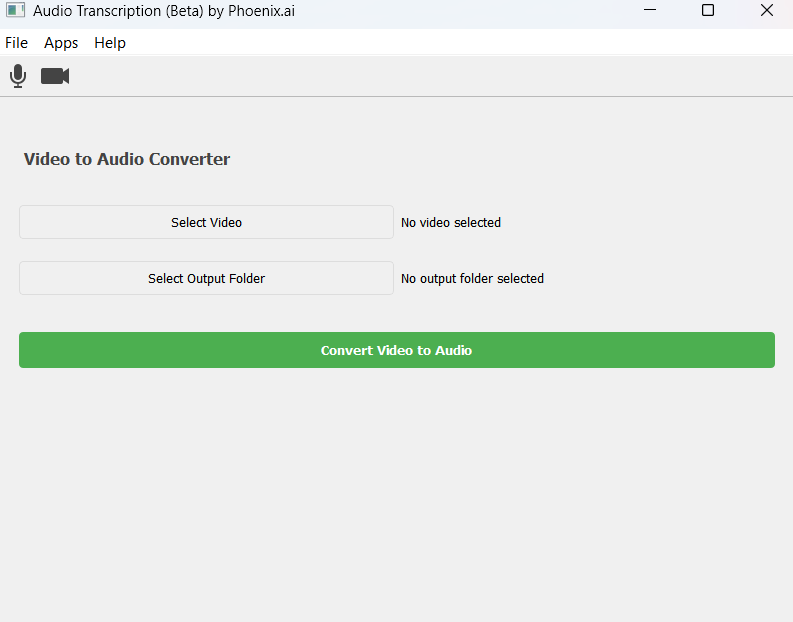 Audio Transcription (Beta) by Phoenix.ai
File Apps Help
Video to Audio Converter
Select Video No video selected
Select Output Folder No output folder selected
Convert Video to Audio